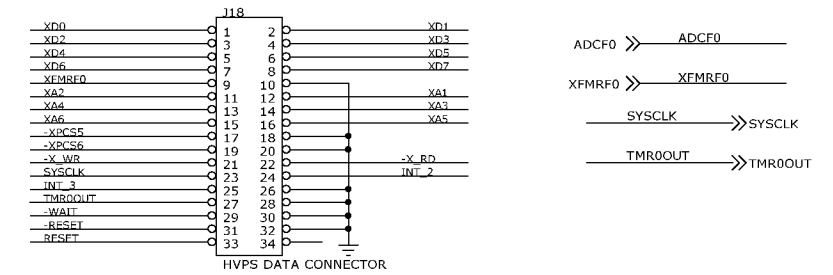 J18
XD0 1 2 XD1
XD2 3 4 XD3
XD4 5 6 XD5
XD6 7 8 XD7
XFMRF0 9 10
XA2 11 12 XA1
XA4 13 14 XA3
XA6 15 16 XA5
-XPCS5 17 18
-XPCS6 19 20
-X_WR 21 22 -X_RD
SYSCLK 23 24 INT_2
INT_3 25 26
TMR0OUT 27 28
-WAIT 29 30
-RESET 31 32
RESET 33 34
HVPS DATA CONNECTOR
ADCF0 ADCF0
XFMRF0 XFMRF0
SYSCLK SYSCLK
TMR0OUT TMR0OUT